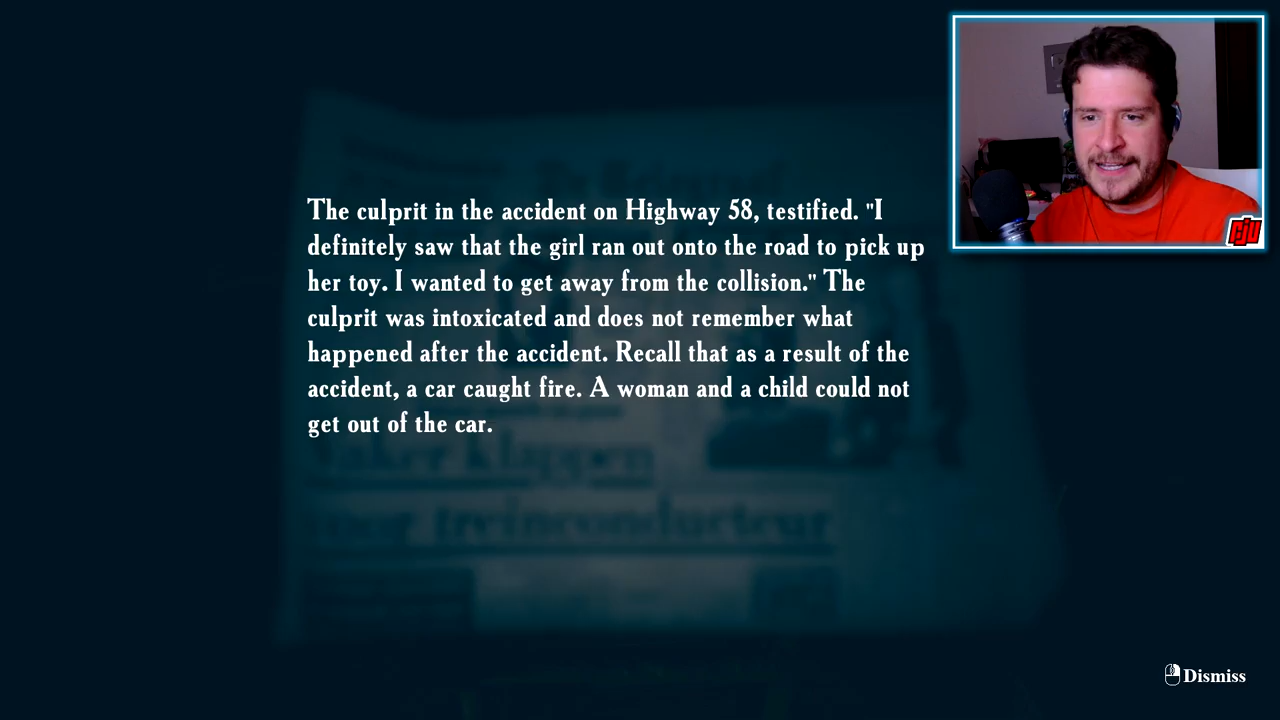 The culprit in the accident on Highway 58, testified. "I
definitely saw that the girl ran out onto the road to pick up
her toy. I wanted to get away from the collision." The
culprit was intoxicated and does not remember what
happened after the accident. Recall that as a result of the
accident, a car caught fire. A woman and a child could not
get out of the car.
klappen
voor treinconducteur
Dismiss